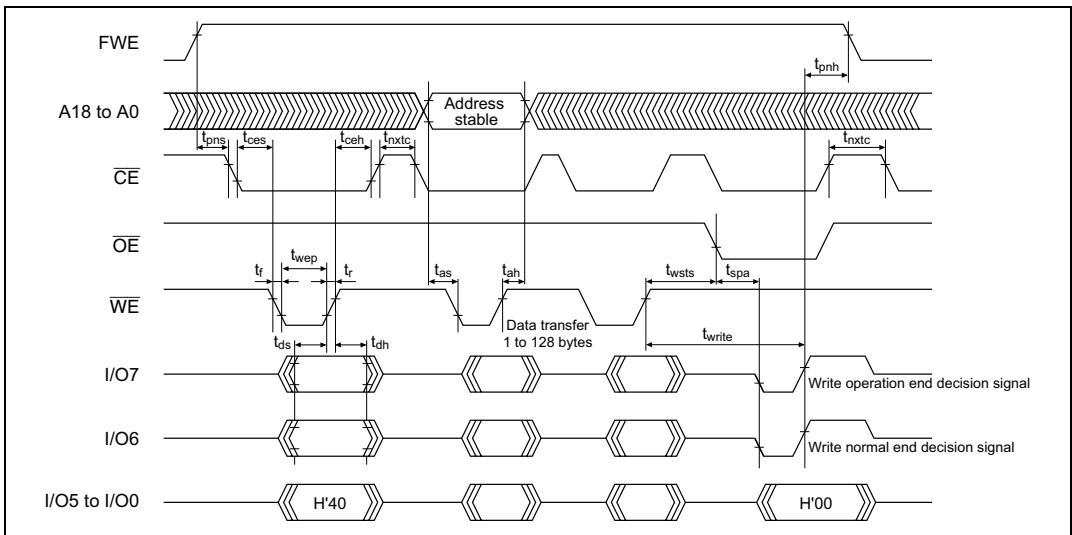 FWE
tpnh
A18 to A0
Address
stable
tpns
tces
tceh
tnxtc
tnxtc
CE
OE
twep
tf
tr
tas
tah
twsts
tspa
WE
Data transfer
1 to 128 bytes
twrite
tds
tdh
I/O7
Write operation end decision signal
I/O6
Write normal end decision signal
I/O5 to I/O0
H'40
H'00